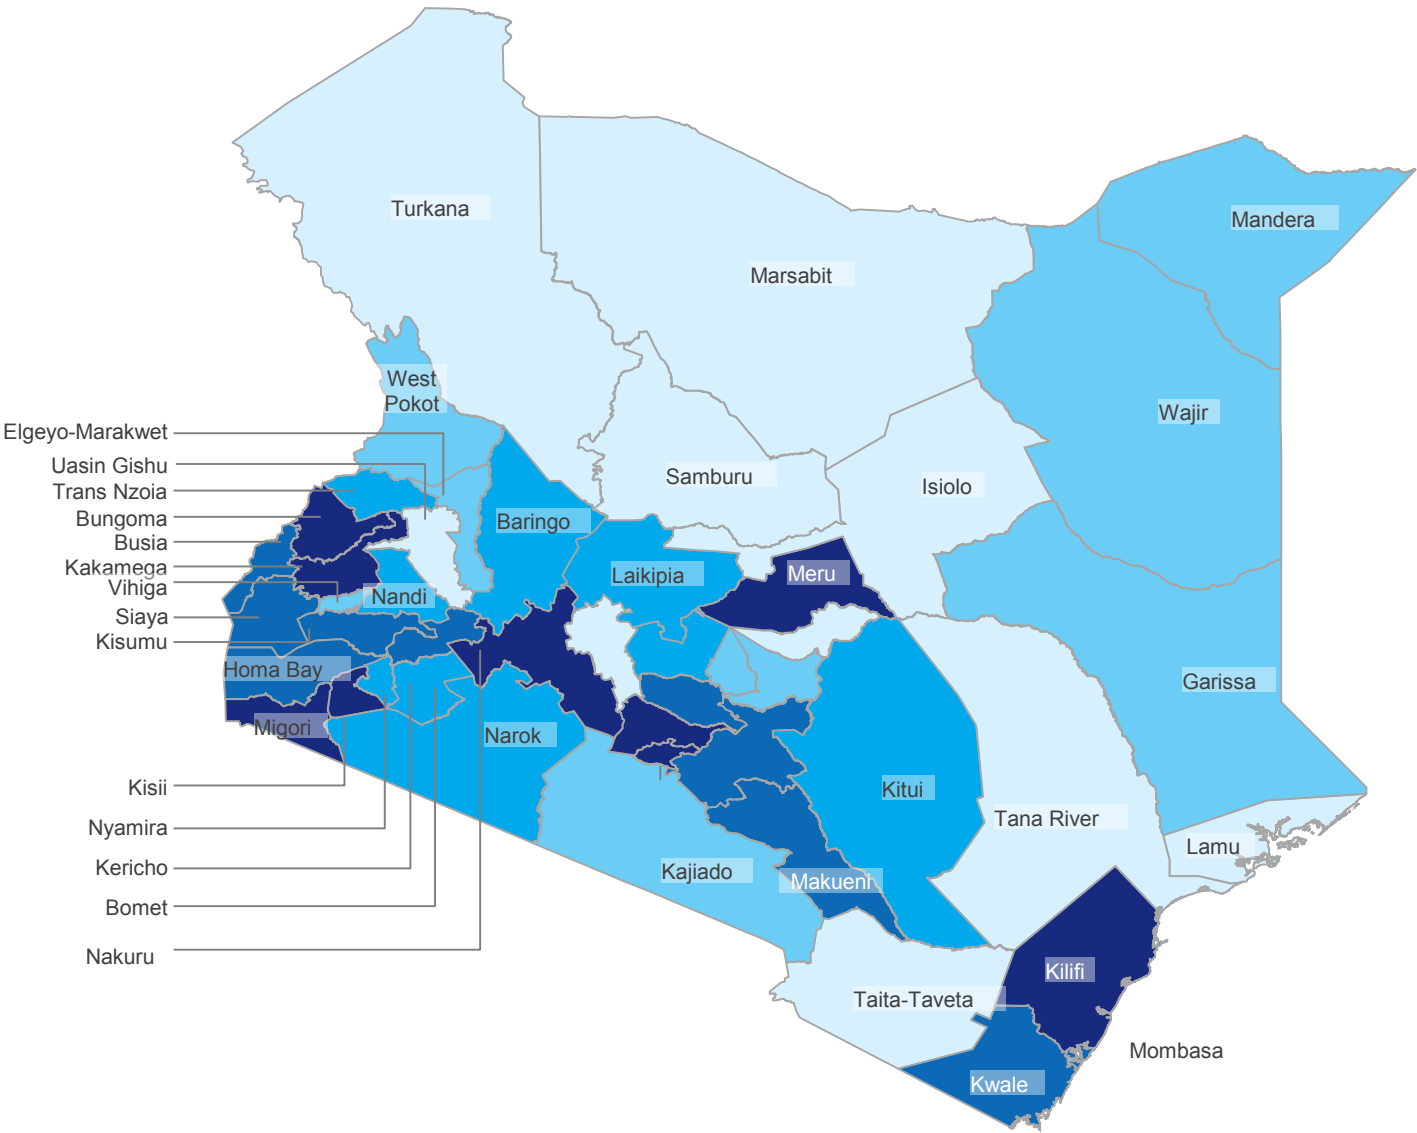 Turkana
Mandera
Marsabit
West
Pokot
Wajir
Elgeyo-Marakwet
Uasin Gishu
Samburu
Isiolo
Trans Nzoia
Bungoma
Baringo
Busia
Kakamega
Meru
Laikipia
Vihiga
Nandi
Siaya
Kisumu
Homa Bay
Garissa
Migori
Narok
Kisii
Kitui
Nyamira
Tana River
Lamu
Kericho
Kajiado
Makueni
Bomet
Nakuru
Kilifi
Taita-Taveta
Mombasa
Kwale